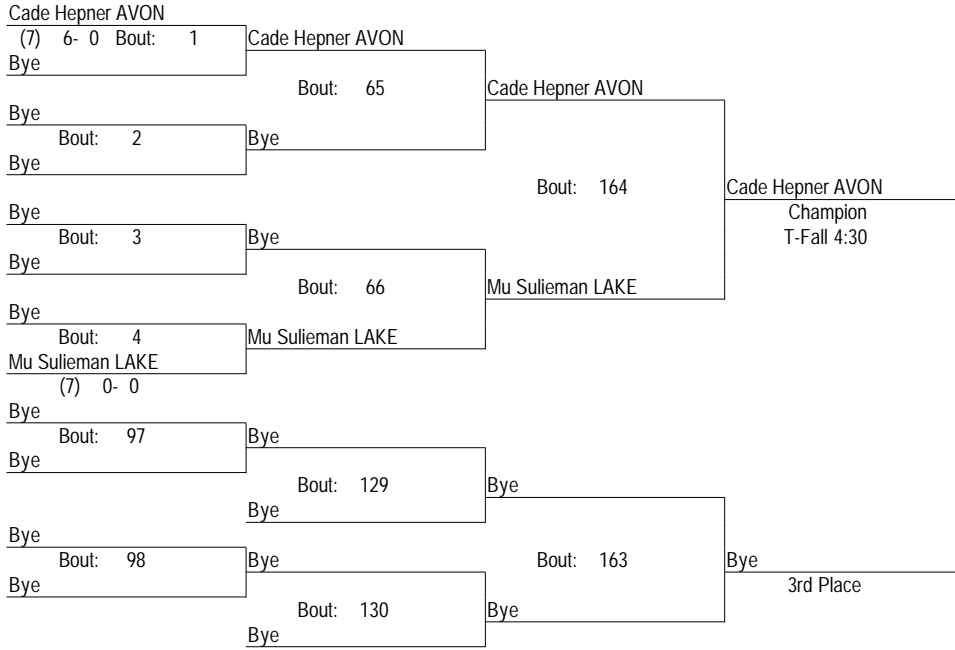 Cade Hepner AVON
(7) 6- 0 Bout: 1 Cade Hepner AVON
Bye
Bout: 65 Cade Hepner AVON
Bye
Bout: 2 Bye
Bye
Bout: 164 Cade Hepner AVON
Champion
Bye
Bout: 3 Bye T-Fall 4:30
Bye
Bout: 66 Mu Sulieman LAKE
Bye
Bout: 4 Mu Sulieman LAKE
Mu Sulieman LAKE
(7) 0- 0
Bye
Bout: 97 Bye
Bye
Bout: 129 Bye
Bye
Bye
Bout: 98 Bye Bout: 163 Bye
Bye 3rd Place
Bout: 130 Bye
Bye